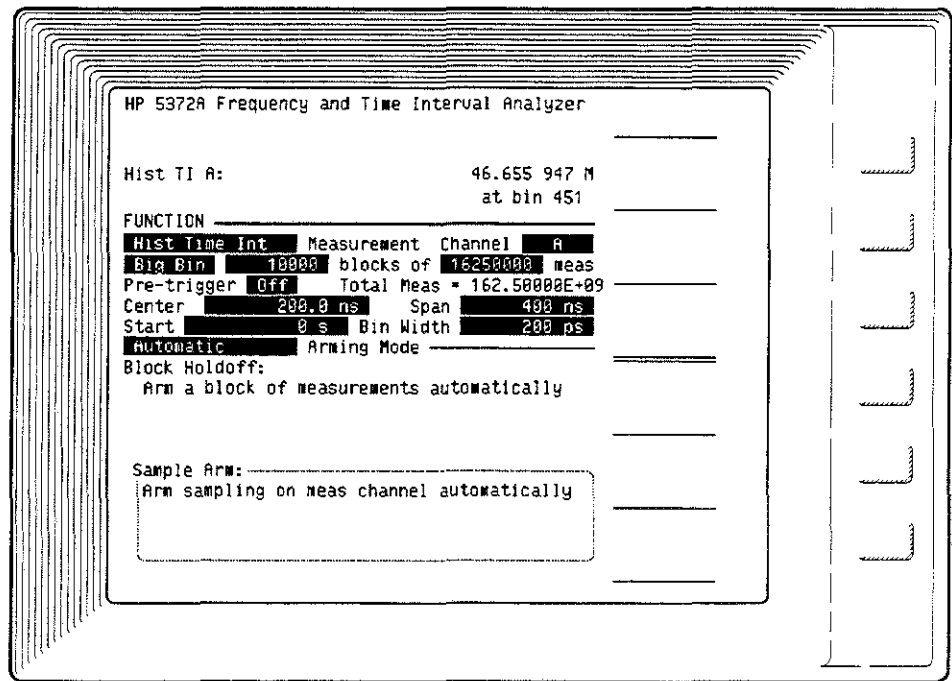 HP 5372A Frequency and Time Interval Analyzer
Hist TI A: 46.655 947 M
at bin 451
FUNCTION
Hist Time Int Measurement Channel A
Big Bin 10000 blocks of 16250000 meas
Pre-trigger Off Total Meas = 162.50000E+09
Center 200.0 ns Span 400 ns
Start 0 s Bin Width 200 ps
Automatic Arming Mode
Block Holdoff:
Arm a block of measurements automatically
Sample Arm:
Arm sampling on meas channel automatically